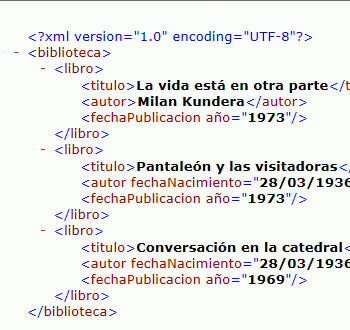 <?xml version="1.0" encoding="UTF-8"?>
- <biblioteca>
- <libro>
<titulo>La vida está en otra parte</t
<autor>Milan Kundera</autor>
<fechaPublicacion año="1973"/>
</libro>
- <libro>
<titulo>Pantaleón y las visitadoras</
<autor fechaNacimiento="28/03/1936
<fechaPublicacion año="1973"/>
</libro>
- <libro>
<titulo>Conversación en la catedral<
<autor fechaNacimiento="28/03/1936
<fechaPublicacion año="1969"/>
</libro>
</biblioteca>